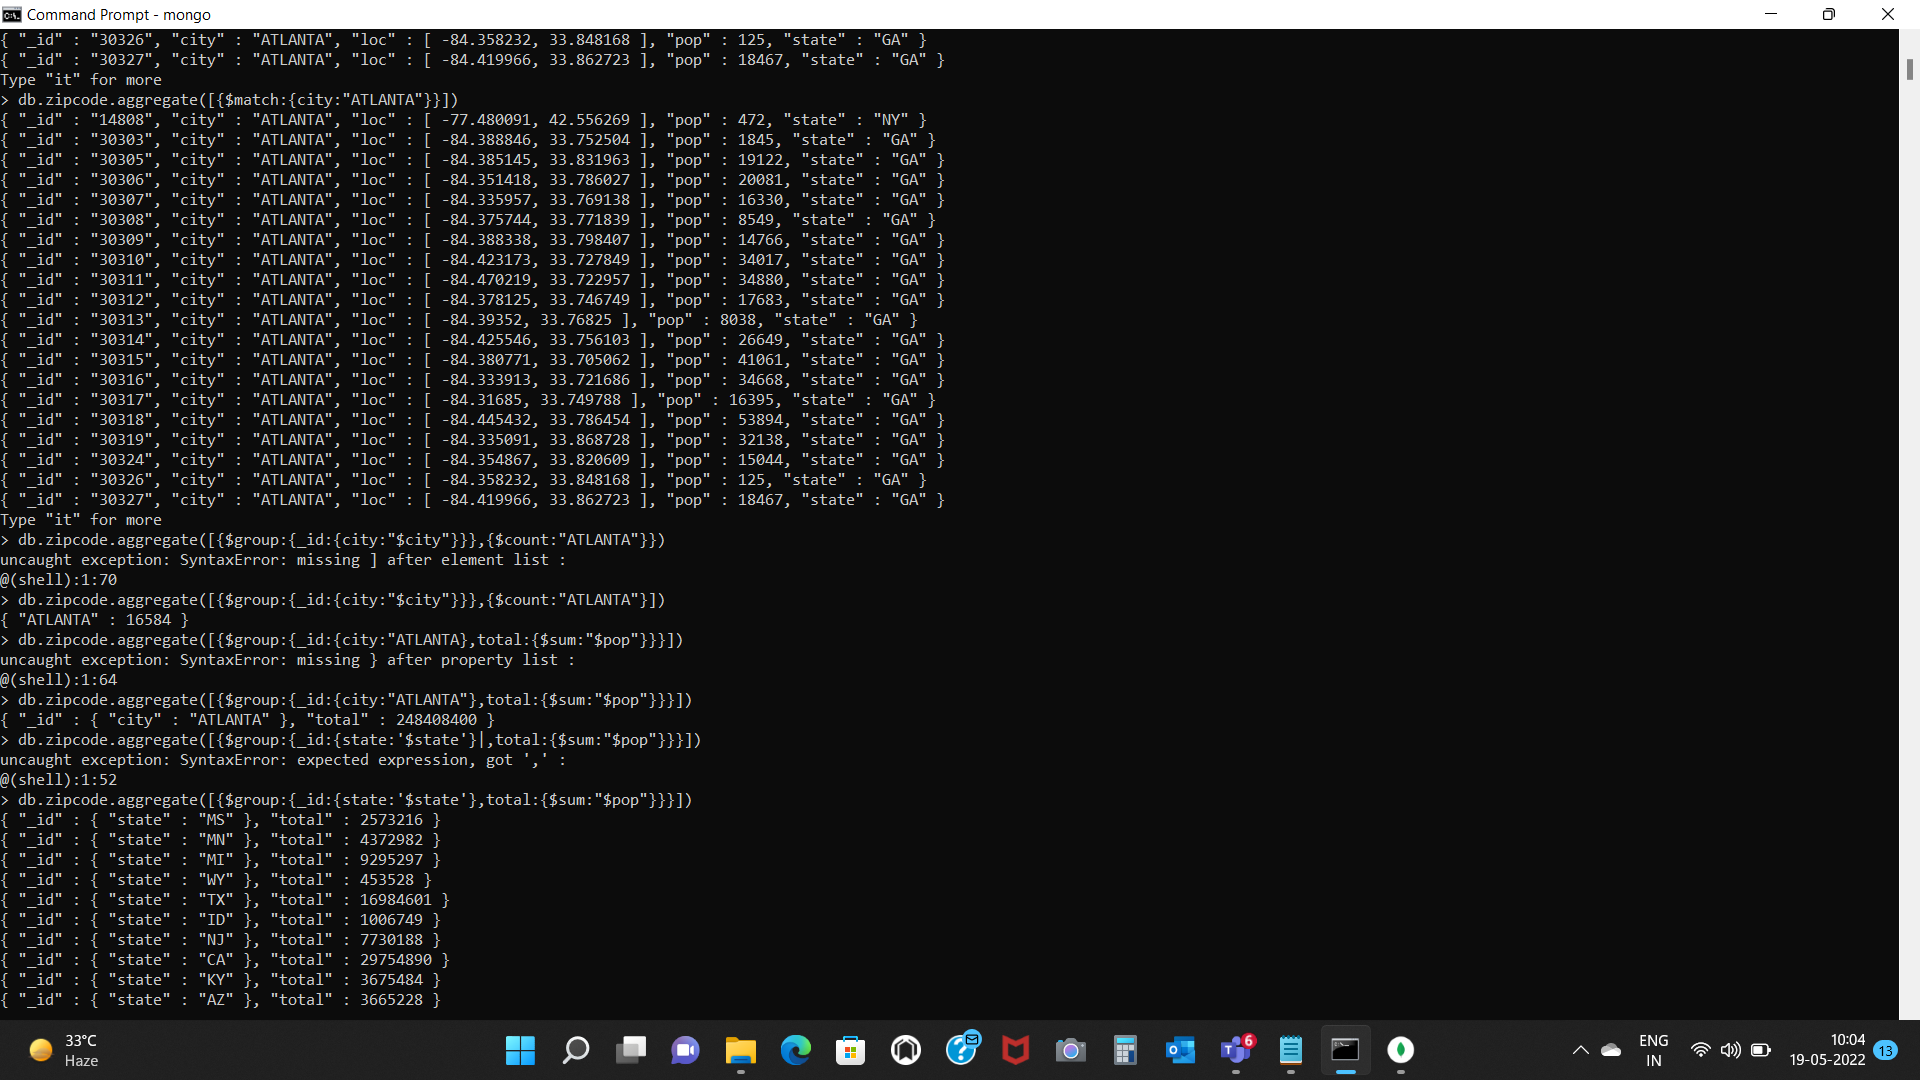 Command Prompt - mongo
{ "_id" : "30326", "city" : "ATLANTA", "loc" : [ -84.358232, 33.848168 ], "pop" : 125, "state" : "GA" }
{ "_id" : "30327", "city" : "ATLANTA", "loc" : [ -84.419966, 33.862723 ], "pop" : 18467, "state" : "GA" }
Type "it" for more
> db.zipcode.aggregate([{$match:{city:"ATLANTA"}}])
{ "_id" : "14808", "city" : "ATLANTA", "loc" : [ -77.480091, 42.556269 ], "pop" : 472, "state" : "NY" }
{ "_id" : "30303", "city" : "ATLANTA", "loc" : [ -84.388846, 33.752504 ], "pop" : 1845, "state" : "GA" }
{ "_id" : "30305", "city" : "ATLANTA", "loc" : [ -84.385145, 33.831963 ], "pop" : 19122, "state" : "GA" }
{ "_id" : "30306", "city" : "ATLANTA", "loc" : [ -84.351418, 33.786027 ], "pop" : 20081, "state" : "GA" }
{ "_id" : "30307", "city" : "ATLANTA", "loc" : [ -84.335957, 33.769138 ], "pop" : 16330, "state" : "GA" }
{ "_id" : "30308", "city" : "ATLANTA", "loc" : [ -84.375744, 33.771839 ], "pop" : 8549, "state" : "GA" }
{ "_id" : "30309", "city" : "ATLANTA", "loc" : [ -84.388338, 33.798407 ], "pop" : 14766, "state" : "GA" }
{ "_id" : "30310", "city" : "ATLANTA", "loc" : [ -84.423173, 33.727849 ], "pop" : 34017, "state" : "GA" }
{ "_id" : "30311", "city" : "ATLANTA", "loc" : [ -84.470219, 33.722957 ], "pop" : 34880, "state" : "GA" }
{ "_id" : "30312", "city" : "ATLANTA", "loc" : [ -84.378125, 33.746749 ], "pop" : 17683, "state" : "GA" }
{ "_id" : "30313", "city" : "ATLANTA", "loc" : [ -84.39352, 33.76825 ], "pop" : 8038, "state" : "GA" }
{ "_id" : "30314", "city" : "ATLANTA", "loc" : [ -84.425546, 33.756103 ], "pop" : 26649, "state" : "GA" }
{ "_id" : "30315", "city" : "ATLANTA", "loc" : [ -84.380771, 33.705062 ], "pop" : 41061, "state" : "GA" }
{ "_id" : "30316", "city" : "ATLANTA", "loc" : [ -84.333913, 33.721686 ], "pop" : 34668, "state" : "GA" }
{ "_id" : "30317", "city" : "ATLANTA", "loc" : [ -84.31685, 33.749788 ], "pop" : 16395, "state" : "GA" }
{ "_id" : "30318", "city" : "ATLANTA", "loc" : [ -84.445432, 33.786454 ], "pop" : 53894, "state" : "GA" }
{ "_id" : "30319", "city" : "ATLANTA", "loc" : [ -84.335091, 33.868728 ], "pop" : 32138, "state" : "GA" }
{ "_id" : "30324", "city" : "ATLANTA", "loc" : [ -84.354867, 33.820609 ], "pop" : 15044, "state" : "GA" }
{ "_id" : "30326", "city" : "ATLANTA", "loc" : [ -84.358232, 33.848168 ], "pop" : 125, "state" : "GA" }
{ "_id" : "30327", "city" : "ATLANTA", "loc" : [ -84.419966, 33.862723 ], "pop" : 18467, "state" : "GA" }
Type "it" for more
> db.zipcode.aggregate([{$group:{_id:{city:"$city"}}},{$count:"ATLANTA"}})
uncaught exception: SyntaxError: missing ] after element list :
@(shell):1:70
> db.zipcode.aggregate([{$group:{_id:{city:"$city"}}},{$count:"ATLANTA"}])
{ "ATLANTA" : 16584 }
> db.zipcode.aggregate([{$group:{_id:{city:"ATLANTA},total:{$sum:"$pop"}}}])
uncaught exception: SyntaxError: missing } after property list :
@(shell):1:64
> db.zipcode.aggregate([{$group:{_id:{city:"ATLANTA"},total:{$sum:"$pop"}}}])
{ "_id" : { "city" : "ATLANTA" }, "total" : 248408400 }
> db.zipcode.aggregate([{$group:{_id:{state:'$state'}|,total:{$sum:"$pop"}}}])
uncaught exception: SyntaxError: expected expression, got ',' :
@(shell):1:52
> db.zipcode.aggregate([{$group:{_id:{state:'$state'},total:{$sum:"$pop"}}}])
{ "_id" : { "state" : "MS" }, "total" : 2573216 }
{ "_id" : { "state" : "MN" }, "total" : 4372982 }
{ "_id" : { "state" : "MI" }, "total" : 9295297 }
{ "_id" : { "state" : "WY" }, "total" : 453528 }
{ "_id" : { "state" : "TX" }, "total" : 16984601 }
{ "_id" : { "state" : "ID" }, "total" : 1006749 }
{ "_id" : { "state" : "NJ" }, "total" : 7730188 }
{ "_id" : { "state" : "CA" }, "total" : 29754890 }
{ "_id" : { "state" : "KY" }, "total" : 3675484 }
{ "_id" : { "state" : "AZ" }, "total" : 3665228 }
33°C
Haze
6
ENG
IN
10:04
19-05-2022
13